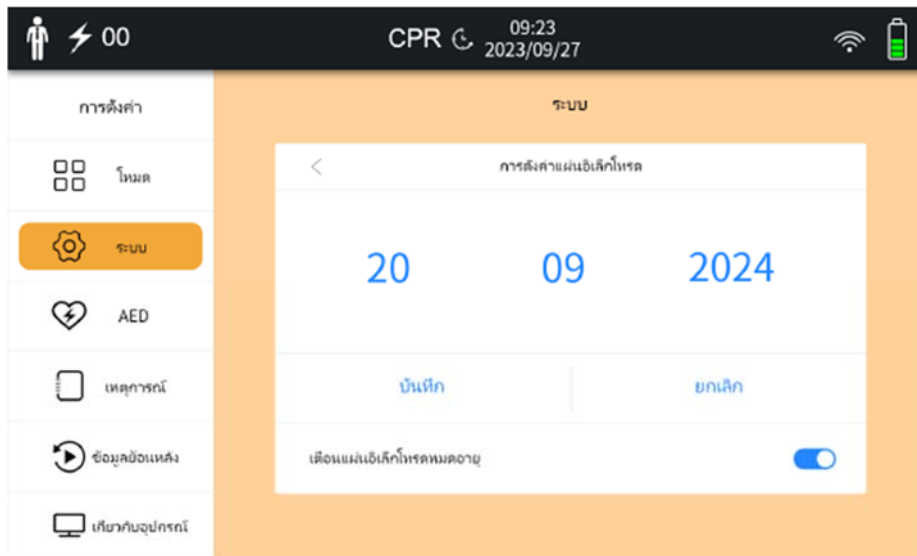 00
CPR
09:23
2023/09/27
การตั้งค่า
ระบบ
โหมด
การตั้งค่าแผ่นอิเล็กโทรด
ระบบ
20 09 2024
AED
เหตุการณ์
บันทึก
ยกเลิก
ข้อมูลย้อนหลัง
เตือนแผ่นอิเล็กโทรดหมดอายุ
เกี่ยวกับอุปกรณ์